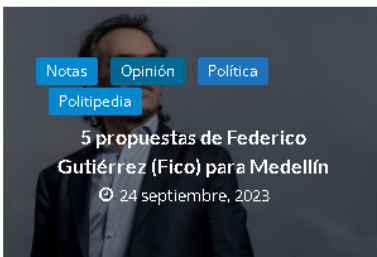 Notas Opinión Política
Politipedia
5 propuestas de Federico
Gutiérrez (Fico) para Medellín
24 septiembre, 2023